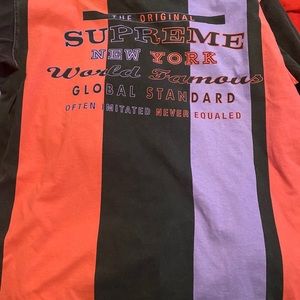 THE ORIGINAL
SUPREME
NEW YORK
World Famous
GLOBAL STANDARD
OFTEN IMITATED NEVER EQUALED